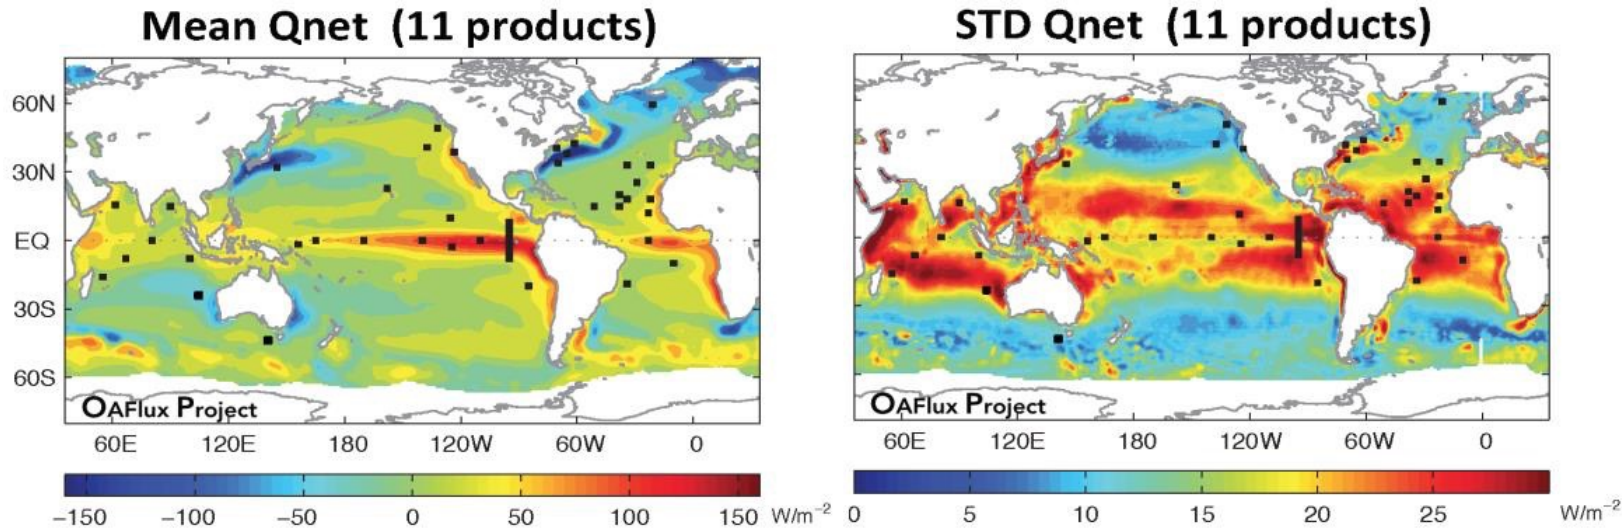 Mean Qnet (11 products)
60N
30N
EQ
30S
60S
OAFlux Project
60E 120E 180 120W 60W 0
−150 −100 −50 0 50 100 150 W/m⁻²
STD Qnet (11 products)
OAFlux Project
60E 120E 180 120W 60W 0
0 5 10 15 20 25 W/m⁻²